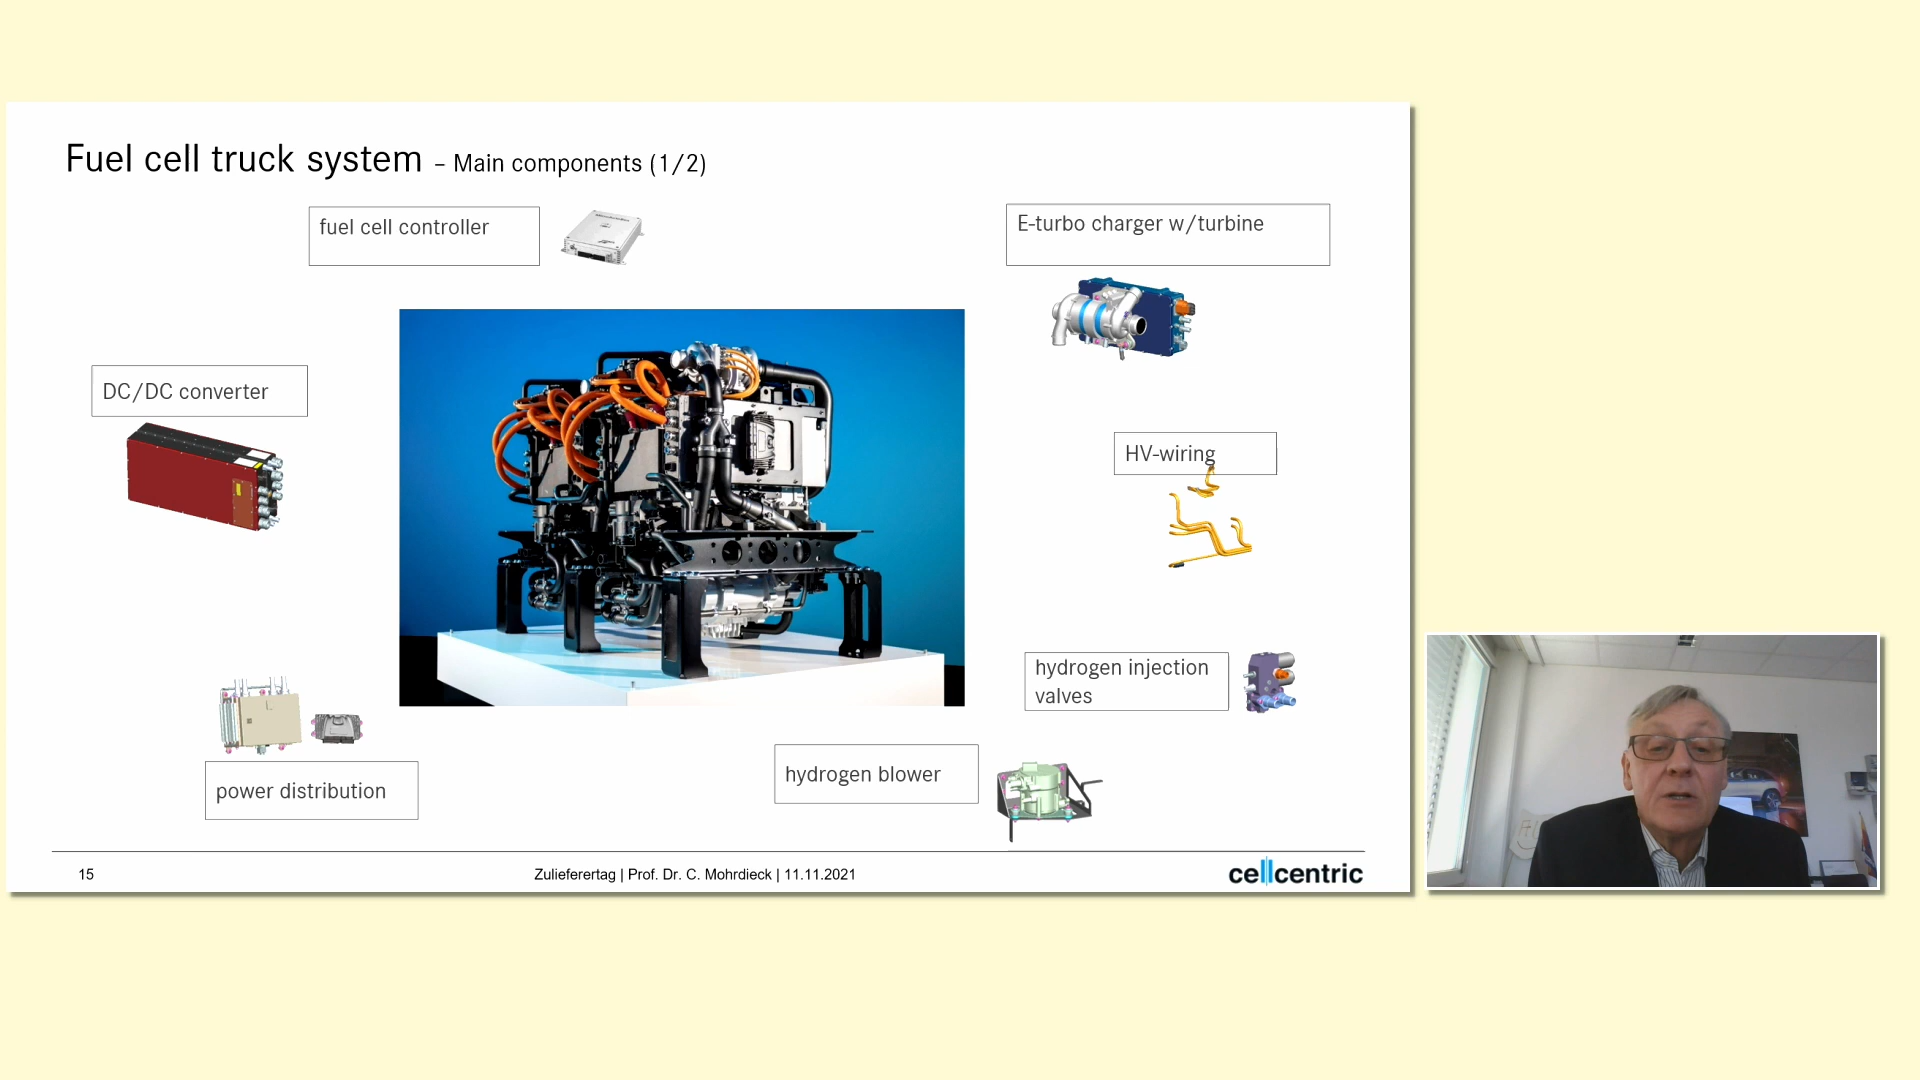 Fuel cell truck system – Main components (1/2)
fuel cell controller
E-turbo charger w/turbine
DC/DC converter
HV-wiring
hydrogen injection
valves
hydrogen blower
power distribution
15
Zulieferertag | Prof. Dr. C. Mohrdieck | 11.11.2021
cellcentric